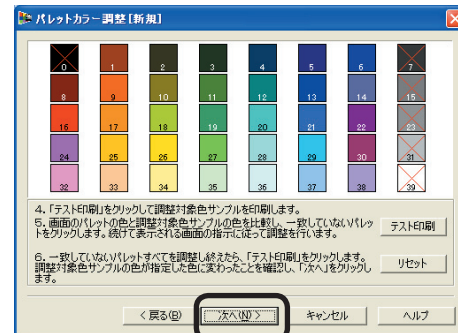 パレットカラー調整[新規]
0 1 2 3 4 5 6 7
8 9 10 11 12 13 14 15
16 17 18 19 20 21 22 23
24 25 26 27 28 29 30 31
32 33 34 35 36 37 38 39
4. 「テスト印刷」をクリックして調整対象色サンプルを印刷します。
5. 画面のパレットの色と調整対象色サンプルの色を比較し、一致していないパレッ
トをクリックします。続けて表示される画面の指示に従って調整を行います。
テスト印刷
6. 一致していないパレットすべてを調整し終えたら、「テスト印刷」をクリックします。
調整対象色サンプルの色が指定した色に変わったことを確認し、「次へ」をクリックし
ます。
リセット
< 戻る(B) 次へ(N) > キャンセル ヘルプ